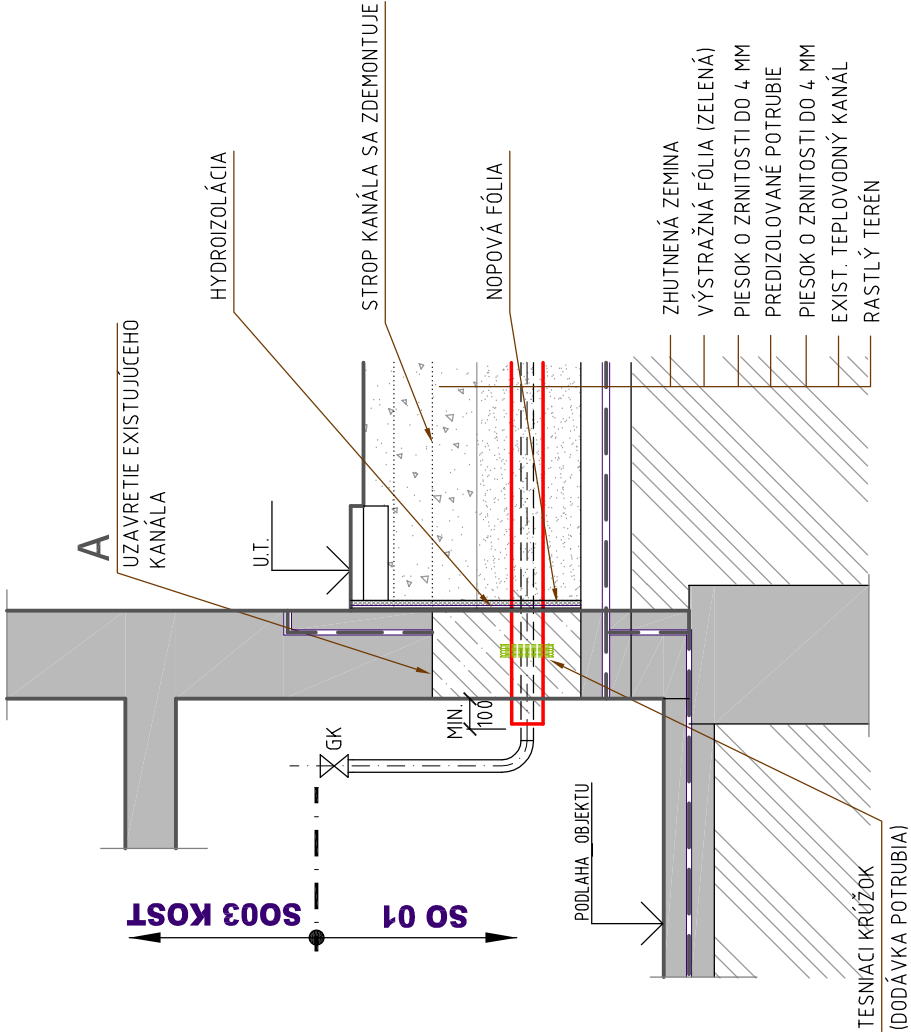 A
UZAVRETIE EXISTUJÚCEHO
KANÁLA
HYDROIZOLÁCIA
STROP KANÁLA SA ZDEMONTUJE
NOPOVÁ FÓLIA
U.T.
ZHUTNENÁ ZEMINA
VÝSTRAŽNÁ FÓLIA (ZELENÁ)
PIESOK O ZRNITOSTI DO 4 MM
PREDIZOLOVANÉ POTRUBIE
PIESOK O ZRNITOSTI DO 4 MM
EXIST. TEPLOVODNÝ KANÁL
RASTLÝ TERÉN
MIN.
100
GK
SO03 KOST
SO 01
PODLAHA OBJEKTU
TESNIACI KRÚŽOK
(DODÁVKA POTRUBIA)